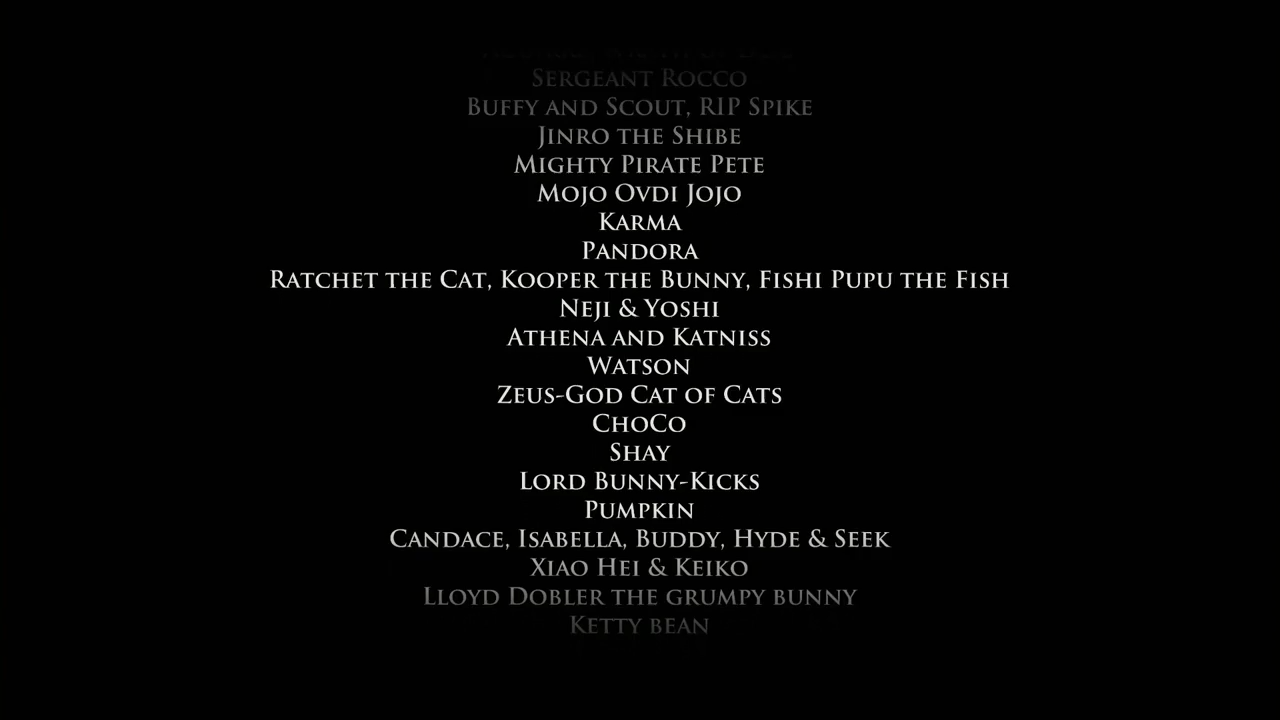 Sergeant Rocco
Buffy and Scout, RIP Spike
Jinro the Shibe
Mighty Pirate Pete
Mojo Ovdi Jojo
Karma
Pandora
Ratchet the Cat, Kooper the Bunny, Fishi Pupu the Fish
Neji & Yoshi
Athena and Katniss
Watson
Zeus-God Cat of Cats
ChoCo
Shay
Lord Bunny-Kicks
Pumpkin
Candace, Isabella, Buddy, Hyde & Seek
Xiao Hei & Keiko
Lloyd Dobler the grumpy bunny
Ketty bean